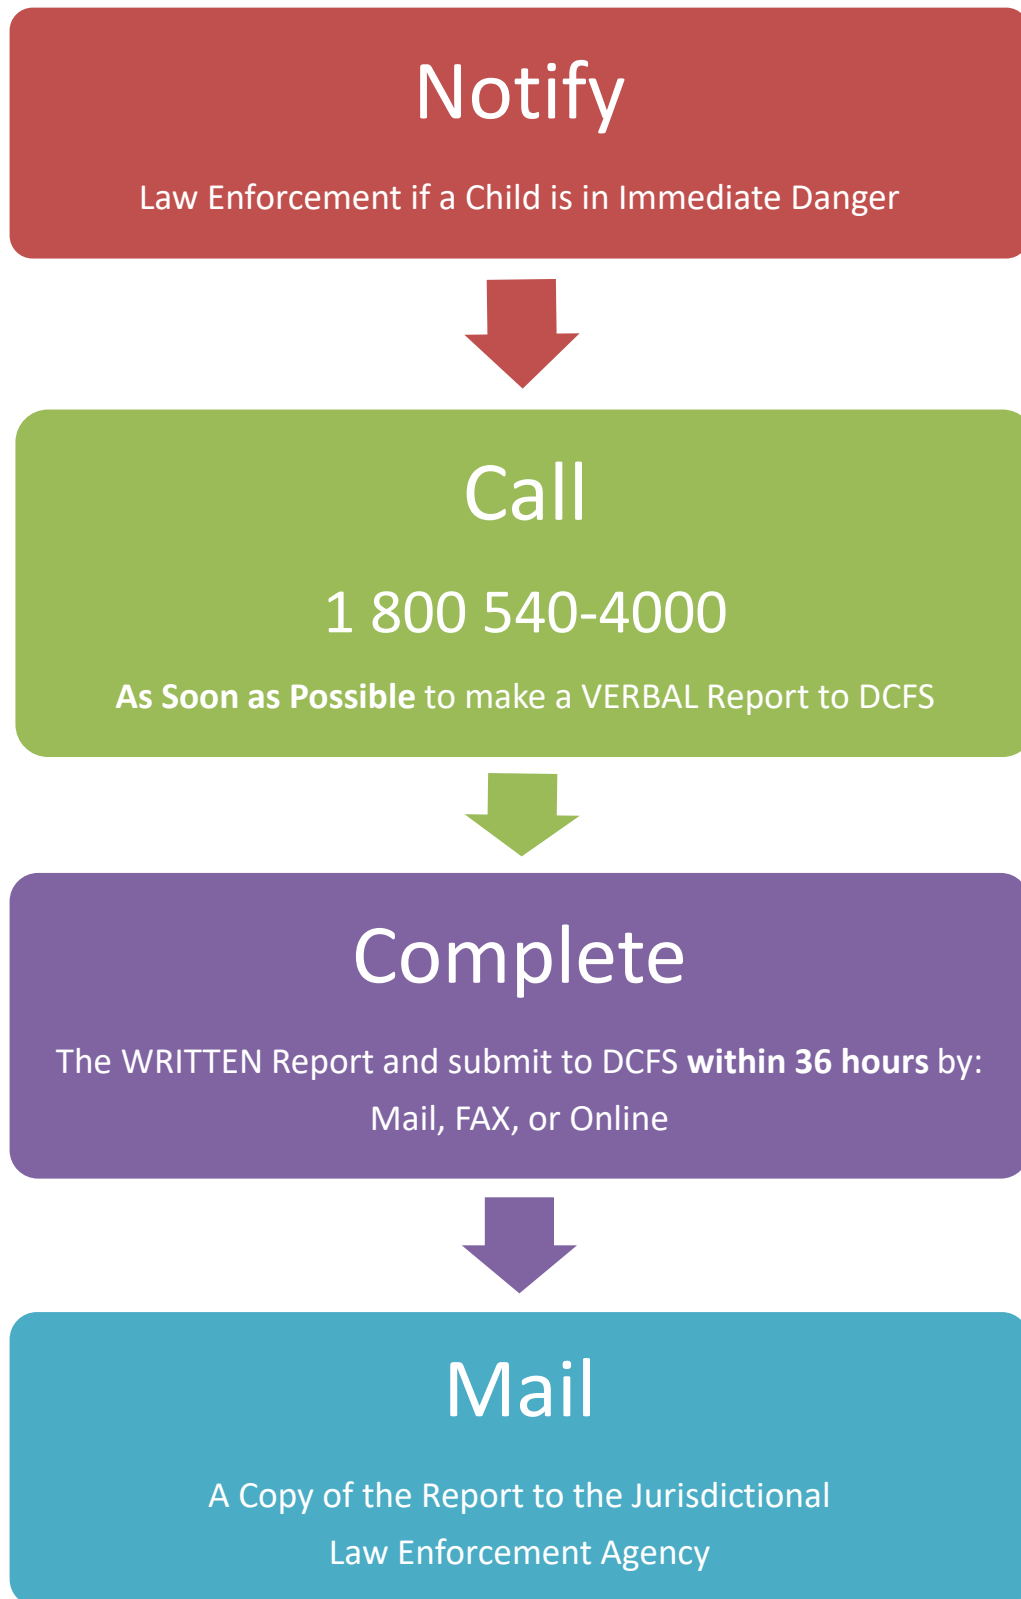 Notify
Law Enforcement if a Child is in Immediate Danger
Call
1 800 540-4000
As Soon as Possible to make a VERBAL Report to DCFS
Complete
The WRITTEN Report and submit to DCFS within 36 hours by:
Mail, FAX, or Online
Mail
A Copy of the Report to the Jurisdictional
Law Enforcement Agency